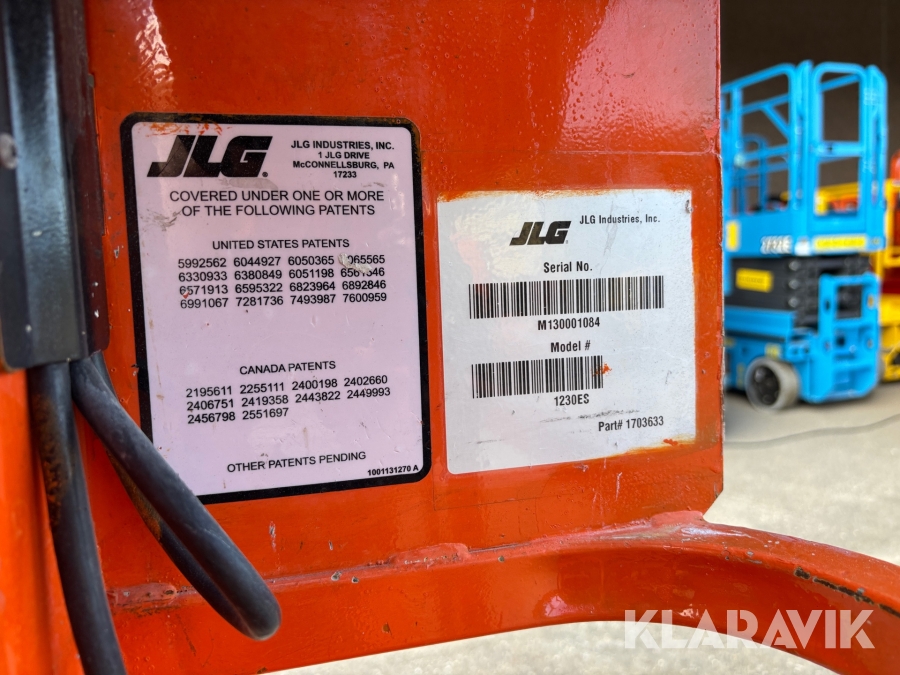 JLG
JLG INDUSTRIES, INC.
1 JLG DRIVE
McCONNELLSBURG, PA
17233
COVERED UNDER ONE OR MORE
OF THE FOLLOWING PATENTS
UNITED STATES PATENTS
5992562 6044927 6050365 6065565
6330933 6380849 6051198
6571913 6595322 6823964 6892846
6991067 7281736 7493987 7600959
CANADA PATENTS
2195611 2255111 2400198 2402660
2406751 2419358 2443822 2449993
2456798 2551697
OTHER PATENTS PENDING
1001131270 A
JLG
JLG Industries, Inc.
Serial No.
M130001084
Model #
1230ES
Part# 1703633
KLARAVIK